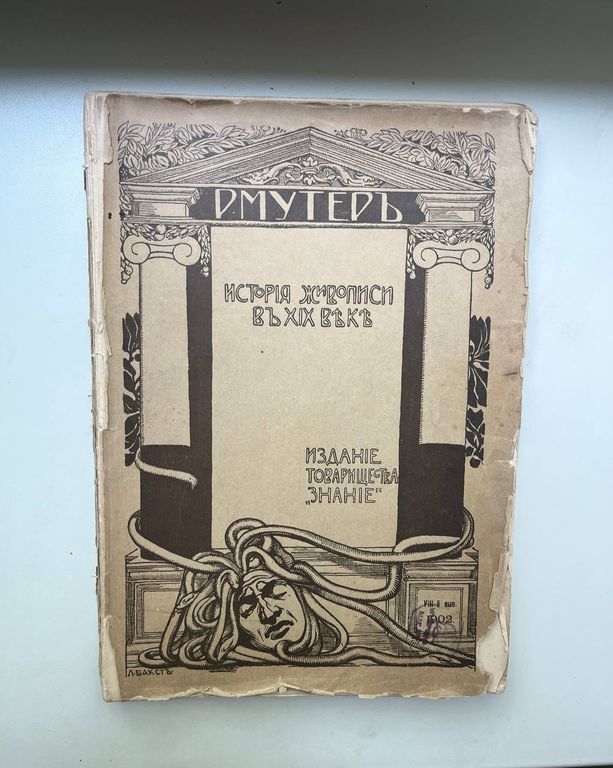 Р. МУТЕРЪ
ИСТОРІЯ ЖИВОПИСИ
ВЪ XIX ВѢКѢ
ИЗДАНІЕ
ТОВАРИЩЕСТВА
„ЗНАНІЕ“
VIII-й вып.
1902
Л. БАКСТЪ